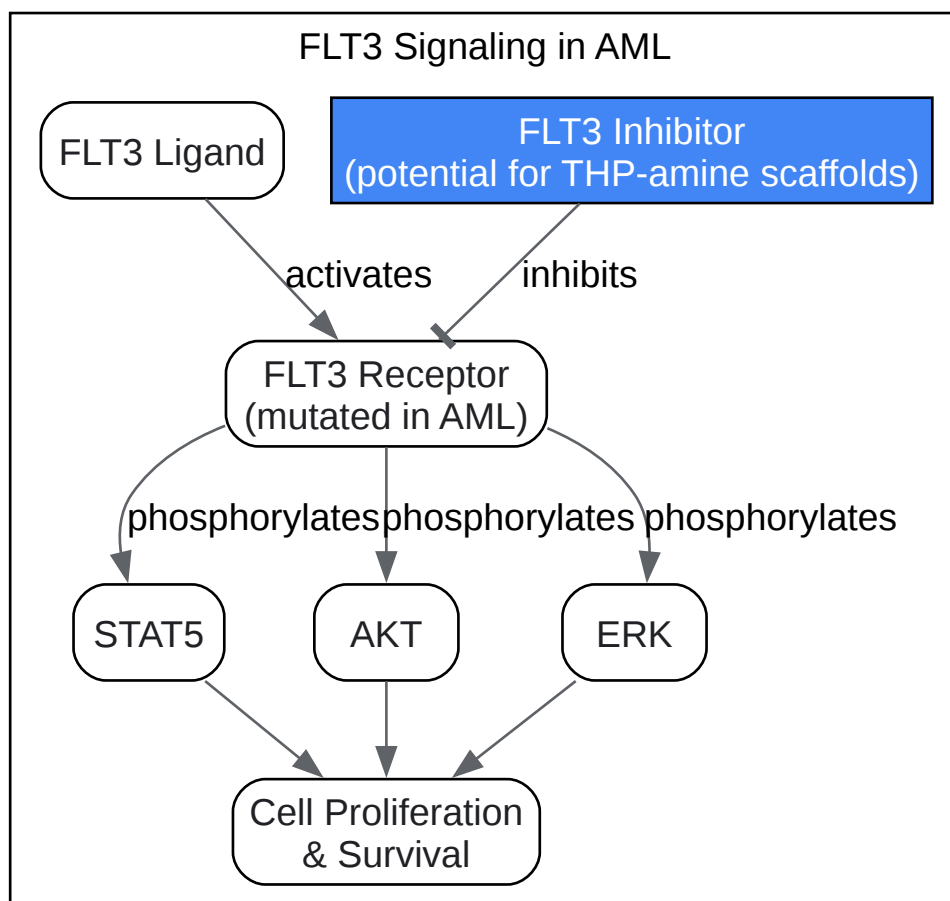 FLT3 Signaling in AML
FLT3 Ligand
FLT3 Inhibitor
(potential for THP-amine scaffolds)
activates
inhibits
FLT3 Receptor
(mutated in AML)
phosphorylates
phosphorylates
phosphorylates
STAT5
AKT
ERK
Cell Proliferation
& Survival